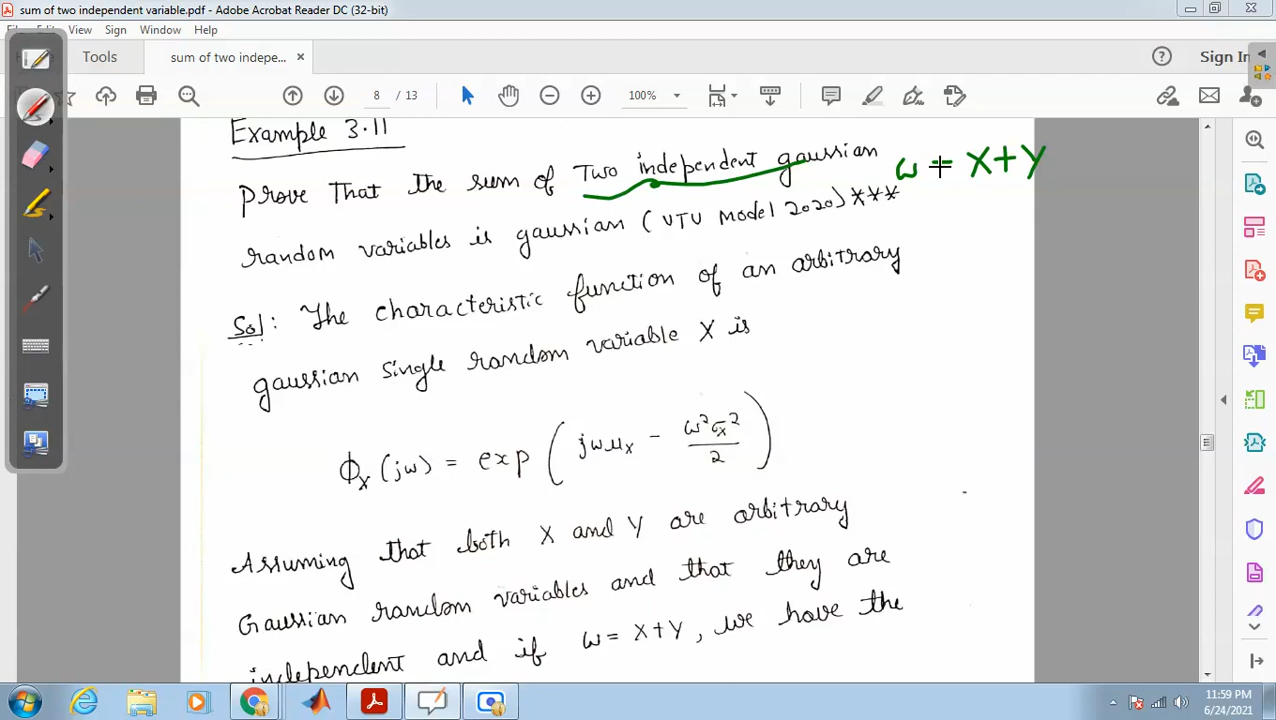 sum of two independent variable.pdf - Adobe Acrobat Reader DC (32-bit)
File Edit View Sign Window Help
Tools sum of two indepe... × Sign In
8 / 13 100%
Example 3.11
Prove That the sum of Two independent gaussian
w = X+Y
random variables is gaussian (VTU Model 2020) ***
Sol: The characteristic function of an arbitrary
gaussian single random variable X is
ϕx (jw) = exp ( jwμx - ω²σx²/2 )
Assuming that both X and Y are arbitrary
Gaussian random variables and that they are
independent and if w = X+Y, we have the
11:59 PM
6/24/2021